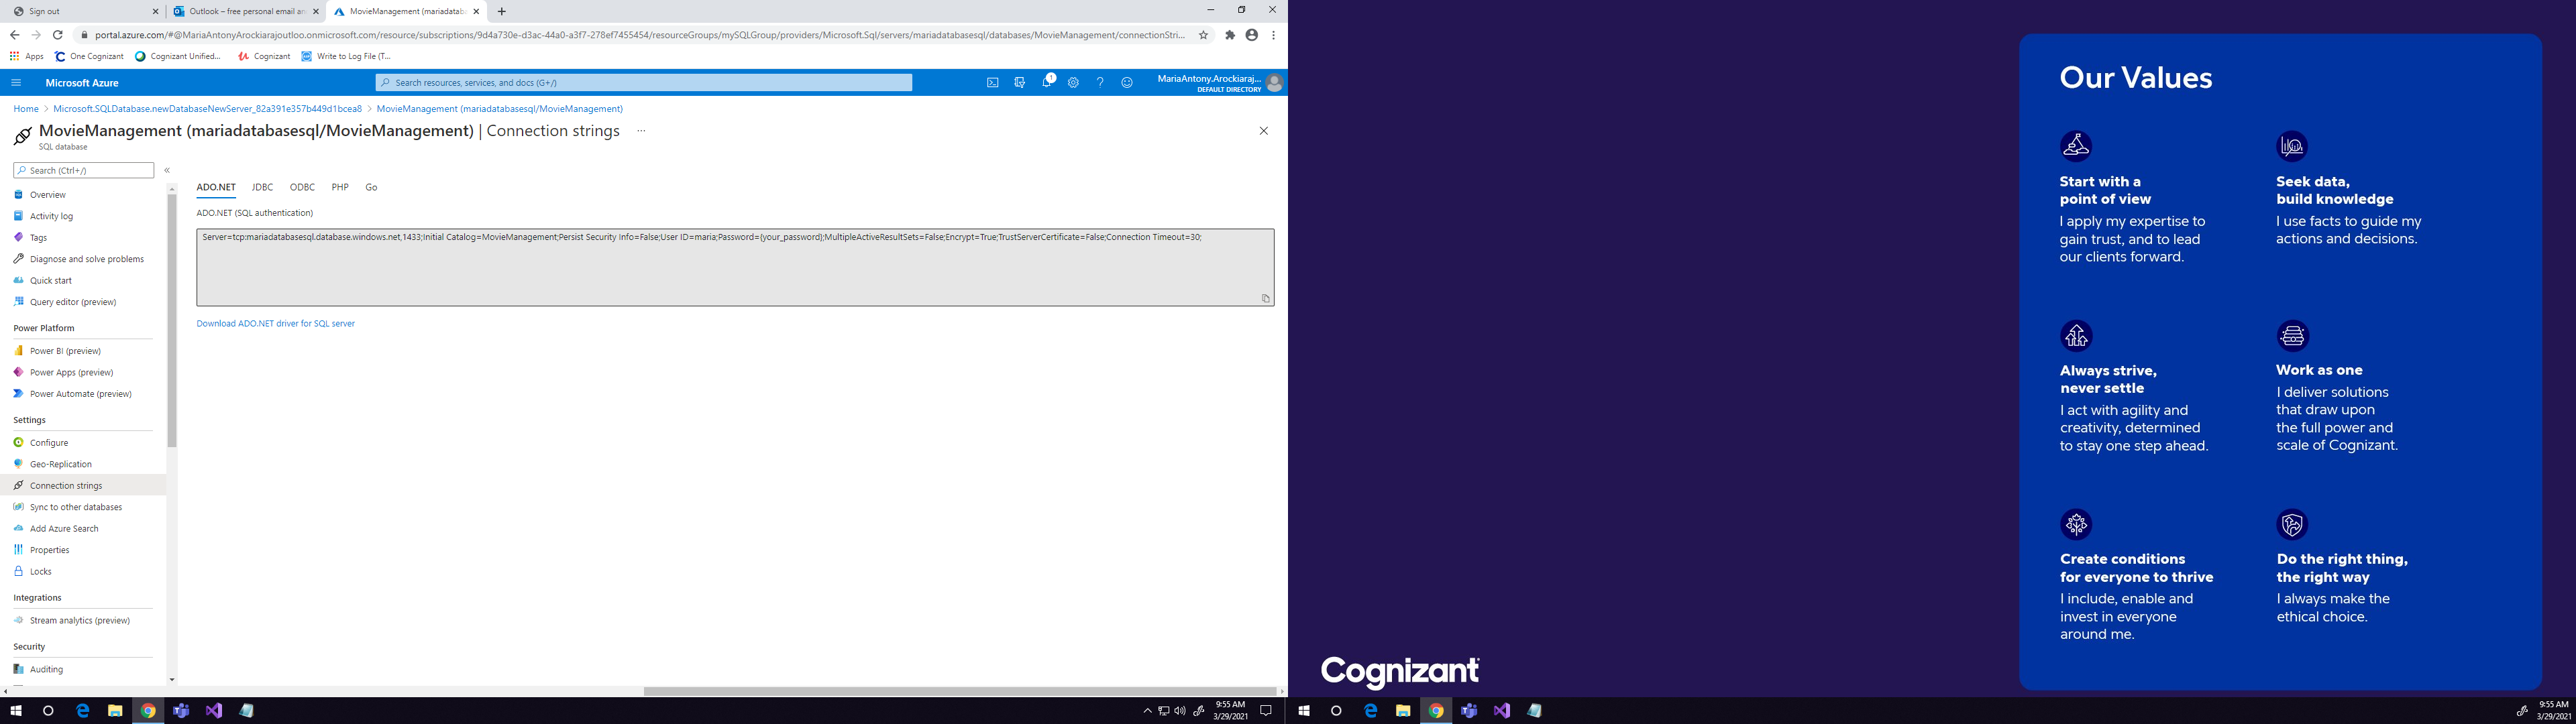 Sign out
Outlook – free personal email an
MovieManagement (mariadatab
portal.azure.com/#@MariaAntonyArockiarajoutloo.onmicrosoft.com/resource/subscriptions/9d4a730e-d3ac-44a0-a3f7-278ef7455454/resourceGroups/mySQLGroup/providers/Microsoft.Sql/servers/mariadatabasesql/databases/MovieManagement/connectionStri...
Apps
One Cognizant
Cognizant Unified...
Cognizant
Write to Log File (T...
Microsoft Azure
Search resources, services, and docs (G+/)
1
MariaAntony.Arockiaraj...
DEFAULT DIRECTORY
Home > Microsoft.SQLDatabase.newDatabaseNewServer_82a391e357b449d1bcea8 > MovieManagement (mariadatabasesql/MovieManagement)
MovieManagement (mariadatabasesql/MovieManagement) | Connection strings ...
SQL database
Search (Ctrl+/)
Overview
Activity log
Tags
Diagnose and solve problems
Quick start
Query editor (preview)
Power Platform
Power BI (preview)
Power Apps (preview)
Power Automate (preview)
Settings
Configure
Geo-Replication
Connection strings
Sync to other databases
Add Azure Search
Properties
Locks
Integrations
Stream analytics (preview)
Security
Auditing
ADO.NET JDBC ODBC PHP Go
ADO.NET (SQL authentication)
Server=tcp:mariadatabasesql.database.windows.net,1433;Initial Catalog=MovieManagement;Persist Security Info=False;User ID=maria;Password={your_password};MultipleActiveResultSets=False;Encrypt=True;TrustServerCertificate=False;Connection Timeout=30;
Download ADO.NET driver for SQL server
9:55 AM
3/29/2021
Our Values
Start with a
point of view
I apply my expertise to
gain trust, and to lead
our clients forward.
Seek data,
build knowledge
I use facts to guide my
actions and decisions.
Always strive,
never settle
I act with agility and
creativity, determined
to stay one step ahead.
Work as one
I deliver solutions
that draw upon
the full power and
scale of Cognizant.
Create conditions
for everyone to thrive
I include, enable and
invest in everyone
around me.
Do the right thing,
the right way
I always make the
ethical choice.
Cognizant
9:55 AM
3/29/2021